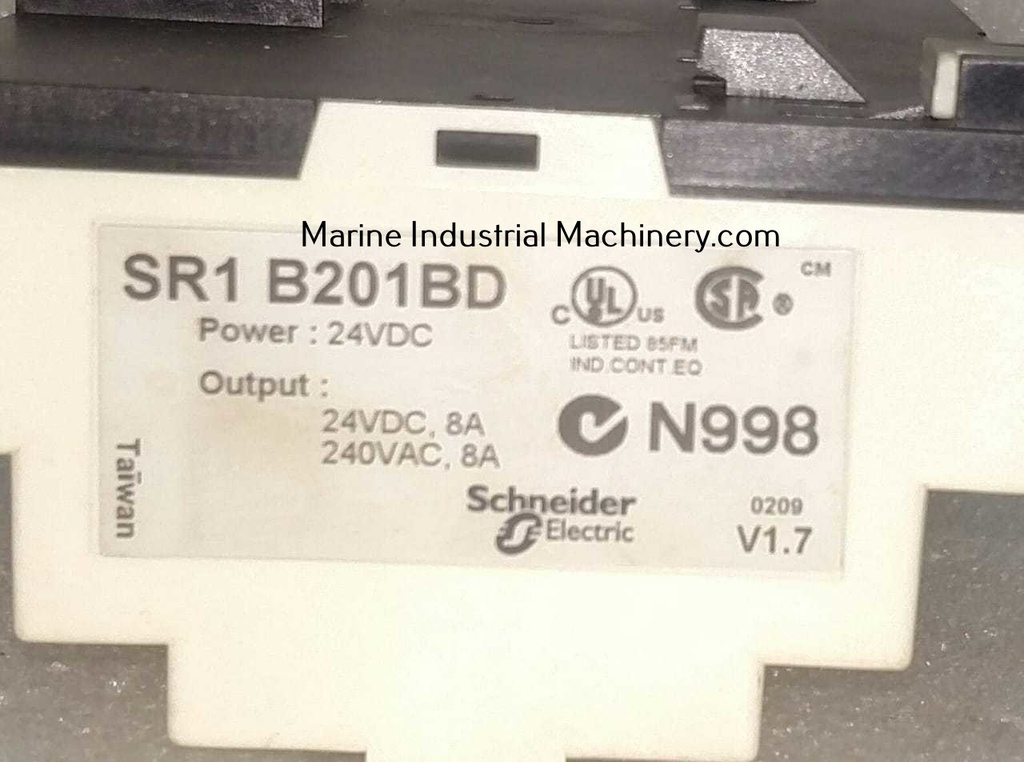 Marine Industrial Machinery.com
SR1 B201BD
Power : 24VDC
Output :
24VDC, 8A
240VAC, 8A
Taiwan
C UL US
LISTED 85FM
IND.CONT.EQ
SA ®
CM
N998
Schneider
Electric
0209
V1.7